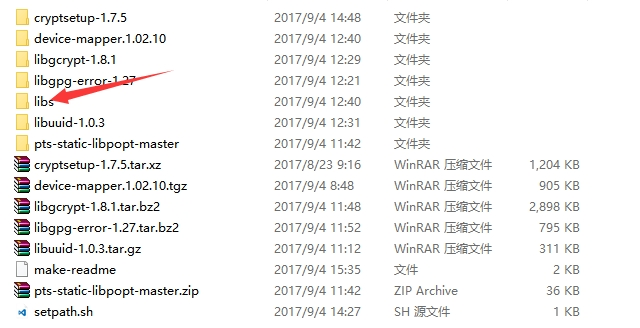 cryptsetup-1.7.5 2017/9/4 14:48 文件夹
device-mapper.1.02.10 2017/9/4 12:40 文件夹
libgcrypt-1.8.1 2017/9/4 12:29 文件夹
libgpg-error-1.27 2017/9/4 12:21 文件夹
libs 2017/9/4 12:40 文件夹
libuuid-1.0.3 2017/9/4 12:31 文件夹
pts-static-libpopt-master 2017/9/4 11:42 文件夹
cryptsetup-1.7.5.tar.xz 2017/8/23 9:16 WinRAR 压缩文件 1,204 KB
device-mapper.1.02.10.tgz 2017/9/4 8:48 WinRAR 压缩文件 905 KB
libgcrypt-1.8.1.tar.bz2 2017/9/4 11:48 WinRAR 压缩文件 2,898 KB
libgpg-error-1.27.tar.bz2 2017/9/4 11:52 WinRAR 压缩文件 795 KB
libuuid-1.0.3.tar.gz 2017/9/4 11:12 WinRAR 压缩文件 311 KB
make-readme 2017/9/4 15:35 文件 2 KB
pts-static-libpopt-master.zip 2017/9/4 11:42 ZIP Archive 36 KB
setpath.sh 2017/9/4 14:27 SH 源文件 1 KB